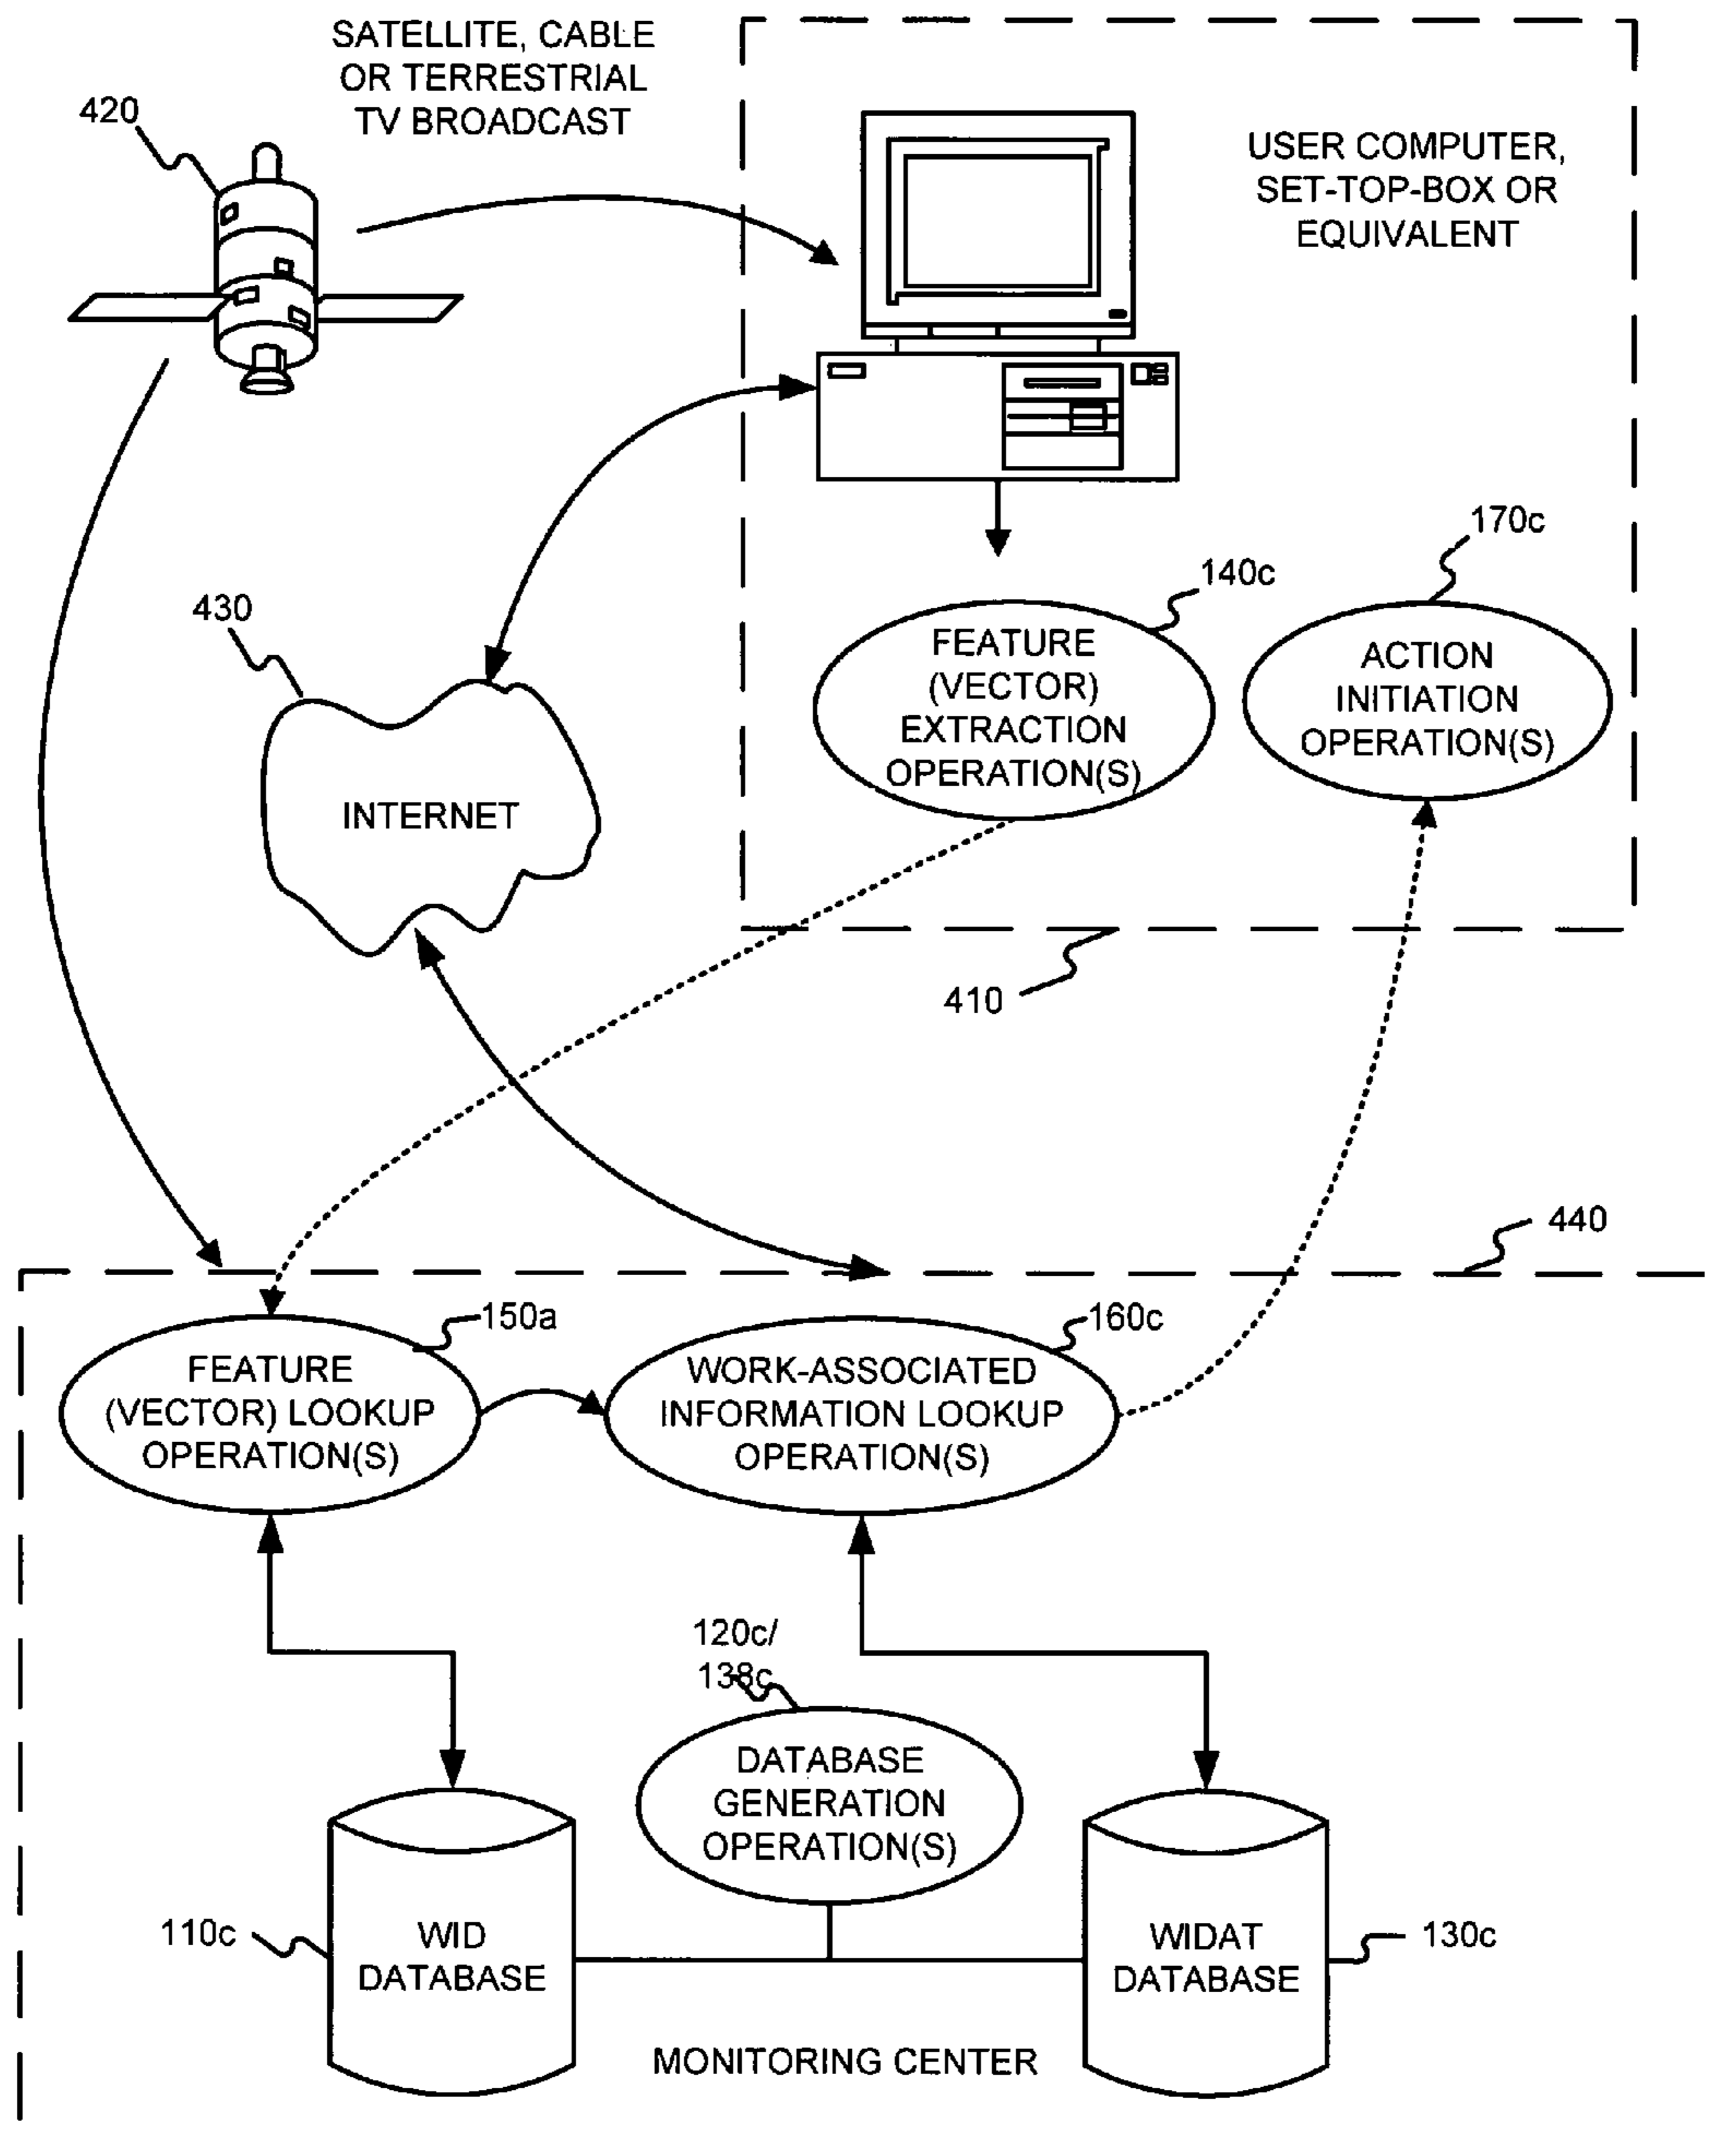 SATELLITE, CABLE
OR TERRESTRIAL
TV BROADCAST
420
USER COMPUTER,
SET-TOP-BOX OR
EQUIVALENT
170c
140c
430
FEATURE
(VECTOR)
EXTRACTION
OPERATION(S)
ACTION
INITIATION
OPERATION(S)
INTERNET
410
440
150a
160c
FEATURE
(VECTOR) LOOKUP
OPERATION(S)
WORK-ASSOCIATED
INFORMATION LOOKUP
OPERATION(S)
120c/
138c
DATABASE
GENERATION
OPERATION(S)
110c
WID
DATABASE
WIDAT
DATABASE
130c
MONITORING CENTER